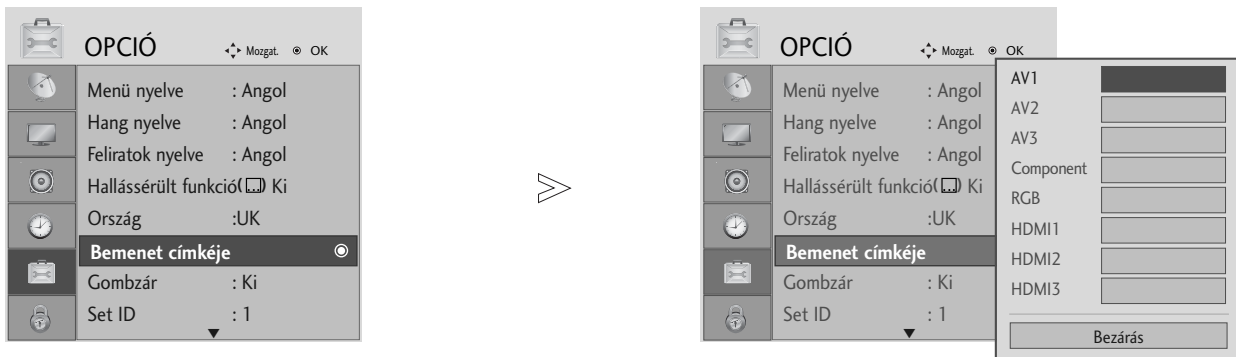 OPCIÓ Mozgat. OK
Menü nyelve : Angol
Hang nyelve : Angol
Feliratok nyelve : Angol
Hallássérült funkció( ) Ki
Ország :UK
Bemenet címkéje
Gombzár : Ki
Set ID : 1
OPCIÓ Mozgat. OK
Menü nyelve : Angol
Hang nyelve : Angol
Feliratok nyelve : Angol
Hallássérült funkció( ) Ki
Ország :UK
Bemenet címkéje
Gombzár : Ki
Set ID : 1
AV1
AV2
AV3
Component
RGB
HDMI1
HDMI2
HDMI3
Bezárás